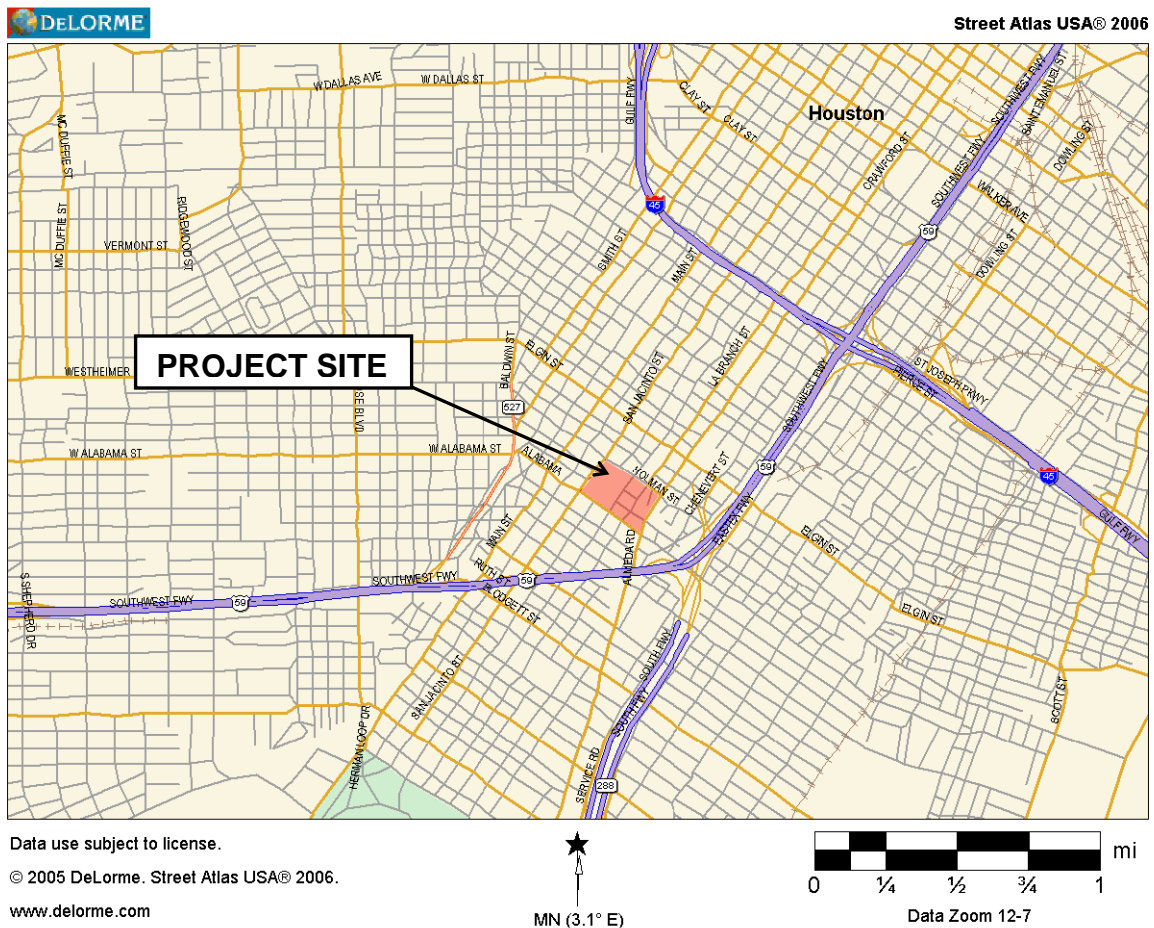 DELORME
Street Atlas USA® 2006
W DALLAS AVE
W DALLAS ST
GULF FWY
CLAY ST
CLAY ST
Houston
SOUTHWEST FWY
SAINT EMANUEL ST
DOWLING ST
MC DUFFIE ST
CRAWFORD ST
SOUTHWEST FWY
WALKER AVE
MC DUFFIE ST
RIDGEWOOD ST
45
59
VERMONT ST
SMITH ST
MAIN ST
DOWLING ST
PROJECT SITE
WESTHEIMER
BALDWIN ST
ELGIN ST
SAN JACINTO ST
LA BRANCH ST
SOUTHWEST FWY
ST JOSEPH PKWY
PIERCE ST
SE BLVD
527
W ALABAMA ST
W ALABAMA ST
ALABAMA
HOLMAN ST
CHENEVERT ST
59
45
GULF FWY
MAIN ST
ALMEDA RD
EASTEX FWY
ELGIN ST
S SHEPHERD DR
SOUTHWEST FWY
59
SOUTHWEST FWY
RUTH ST
59
BLODGETT ST
ELGIN ST
SAN JACINTO ST
SOUTH FWY
SOUTH FWY
SCOTT ST
HERMAN LOOP DR
SERVICE RD
288
Data use subject to license.
© 2005 DeLorme. Street Atlas USA® 2006.
www.delorme.com
MN (3.1° E)
mi
0 ¼ ½ ¾ 1
Data Zoom 12-7